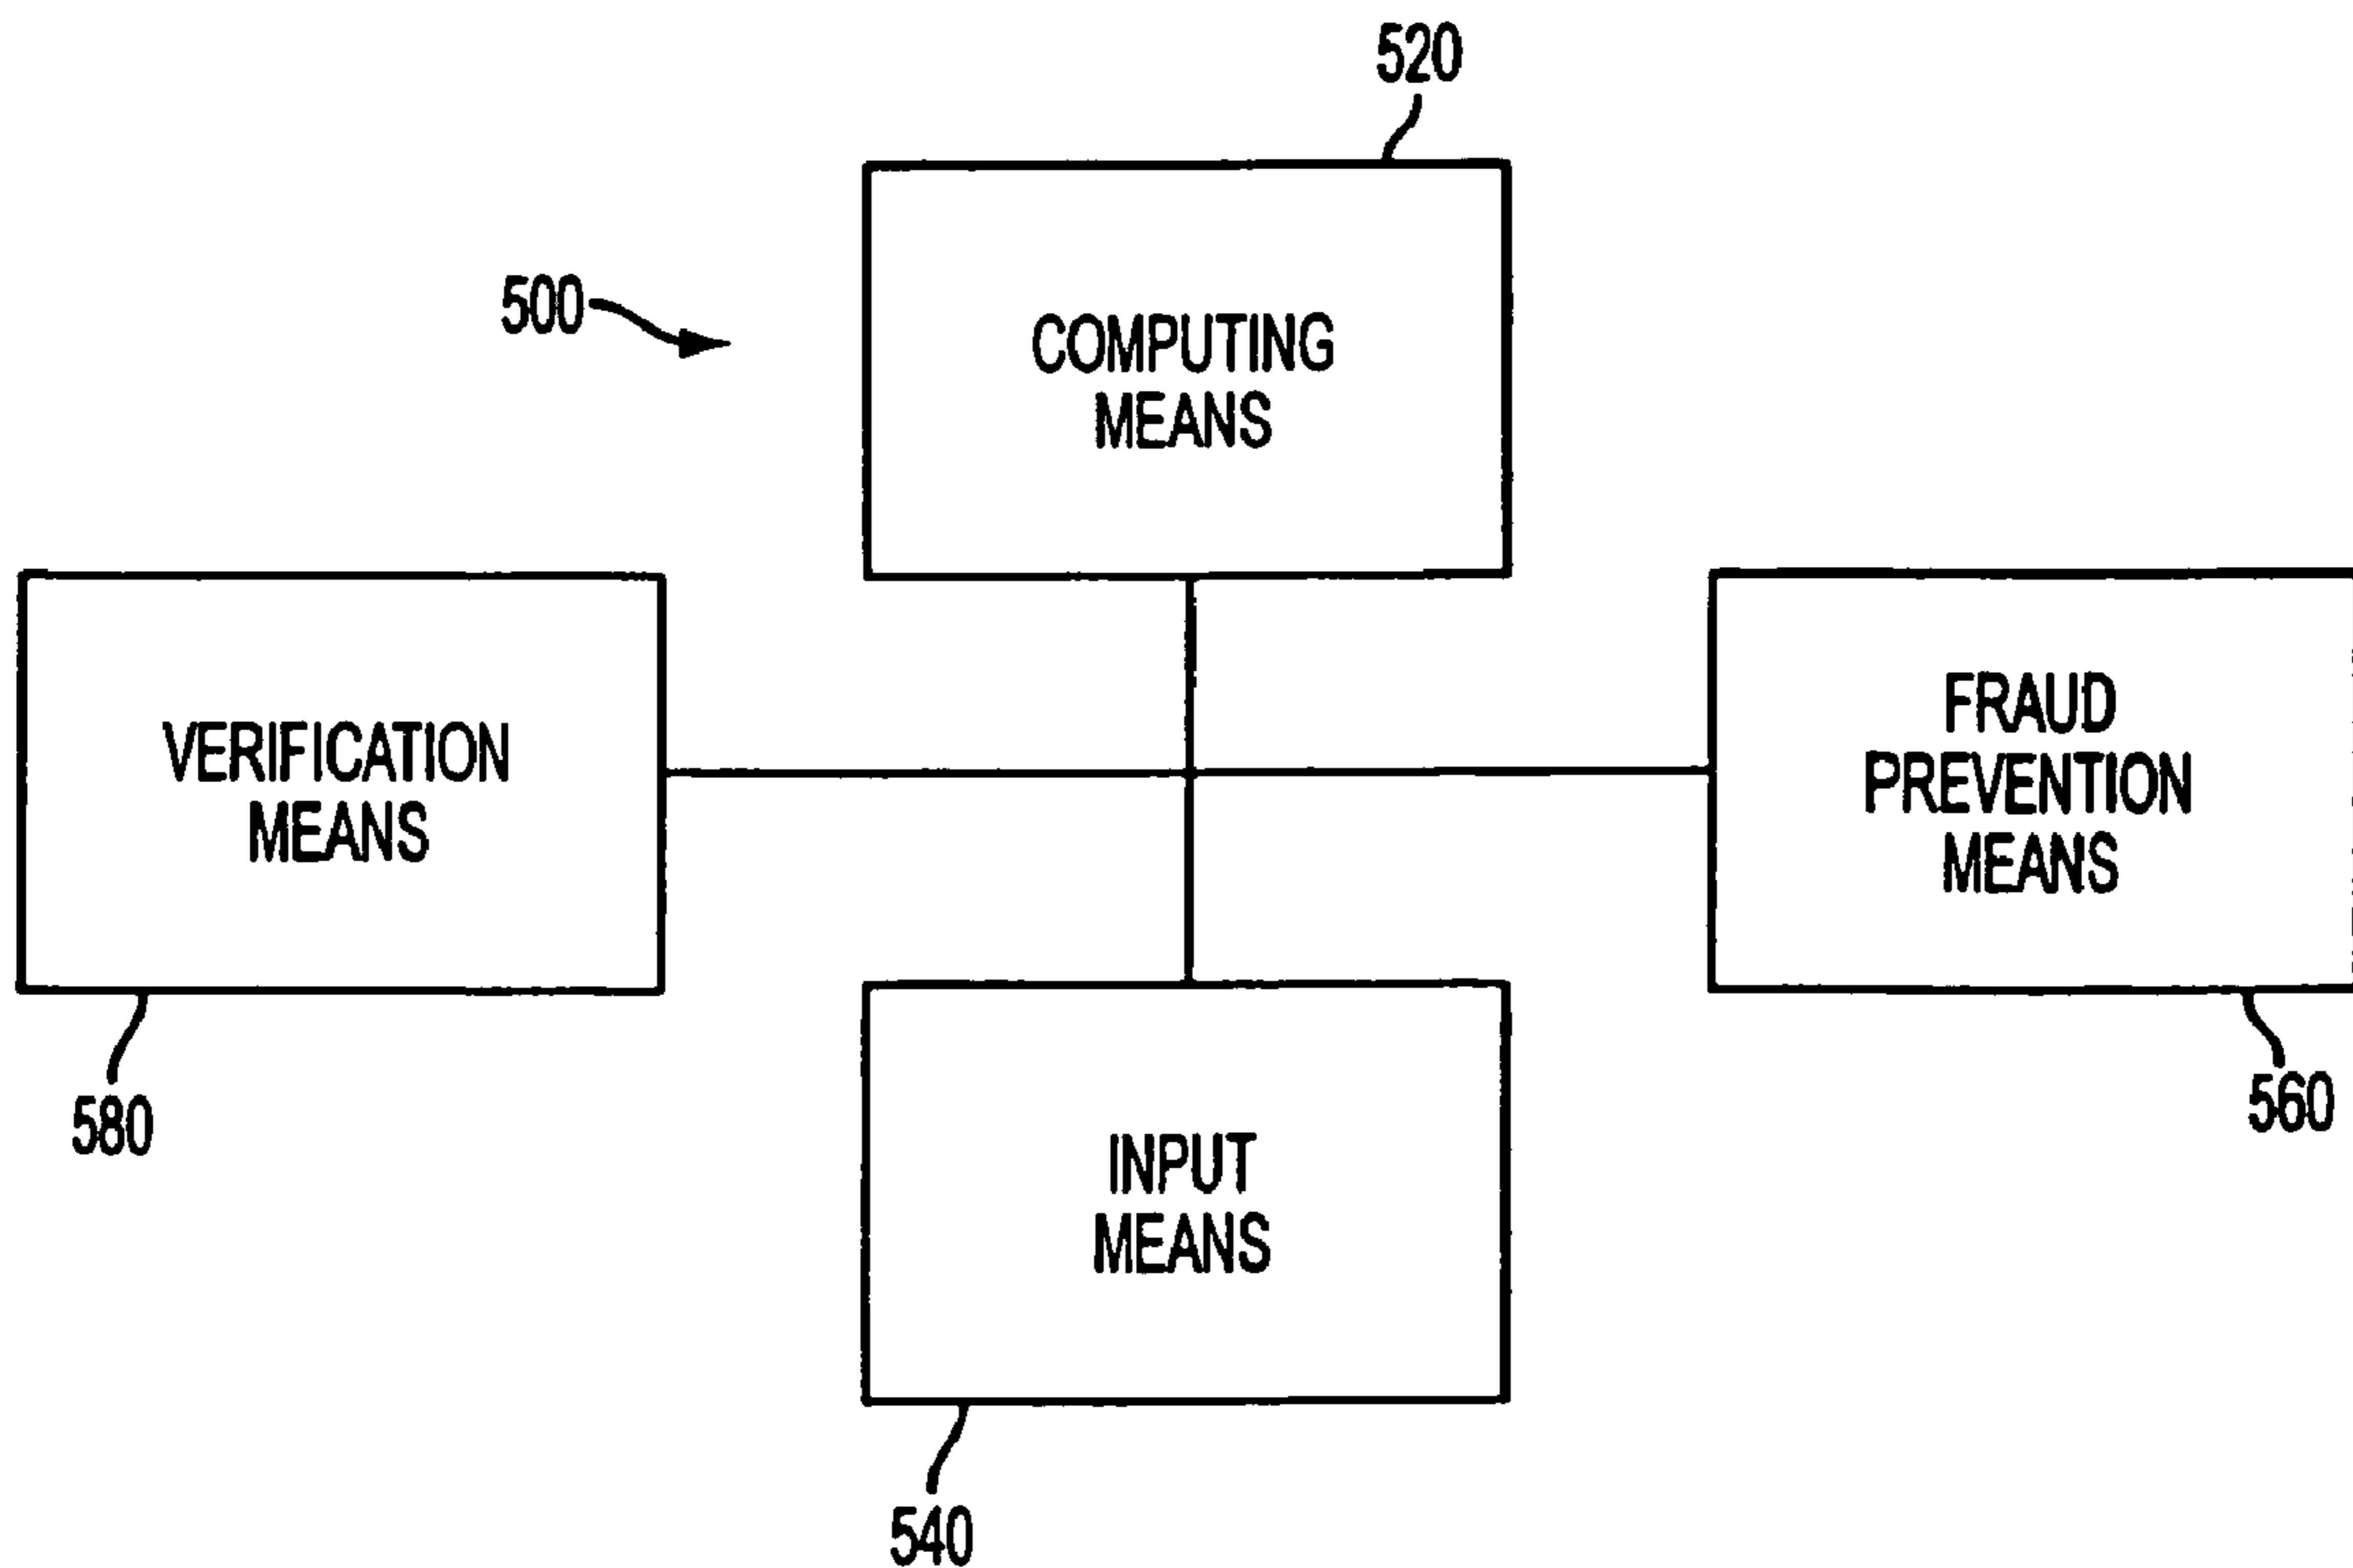 520
500
COMPUTING
MEANS
VERIFICATION
MEANS
FRAUD
PREVENTION
MEANS
580
560
INPUT
MEANS
540